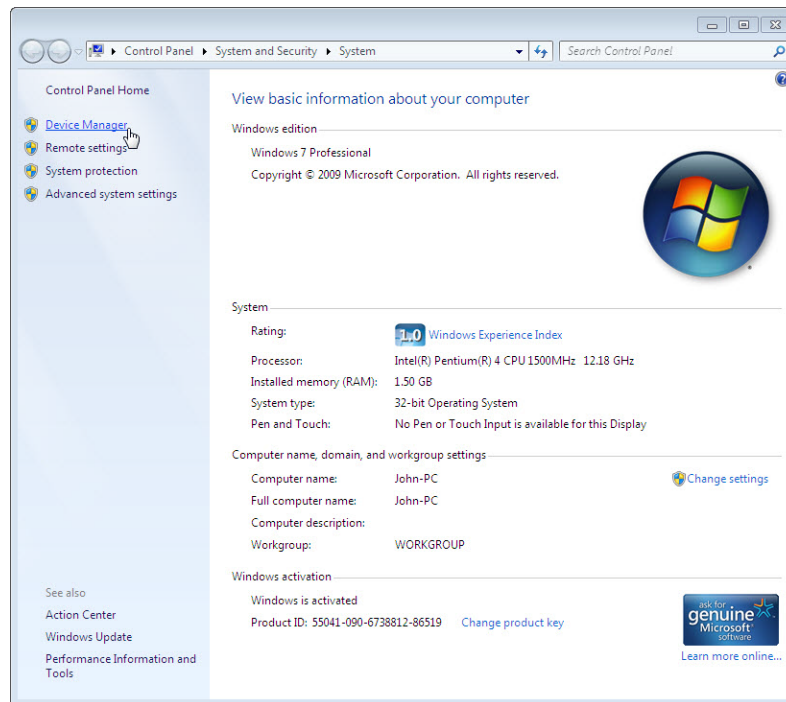 Control Panel ▸ System and Security ▸ System
Search Control Panel
Control Panel Home
Device Manager
Remote settings
System protection
Advanced system settings
See also
Action Center
Windows Update
Performance Information and
Tools
View basic information about your computer
Windows edition
Windows 7 Professional
Copyright © 2009 Microsoft Corporation. All rights reserved.
System
Rating:
1.0 Windows Experience Index
Processor:
Intel(R) Pentium(R) 4 CPU 1500MHz 12.18 GHz
Installed memory (RAM):
1.50 GB
System type:
32-bit Operating System
Pen and Touch:
No Pen or Touch Input is available for this Display
Computer name, domain, and workgroup settings
Computer name:
John-PC
Change settings
Full computer name:
John-PC
Computer description:
Workgroup:
WORKGROUP
Windows activation
Windows is activated
Product ID: 55041-090-6738812-86519
Change product key
ask for
genuine
Microsoft
software
Learn more online...